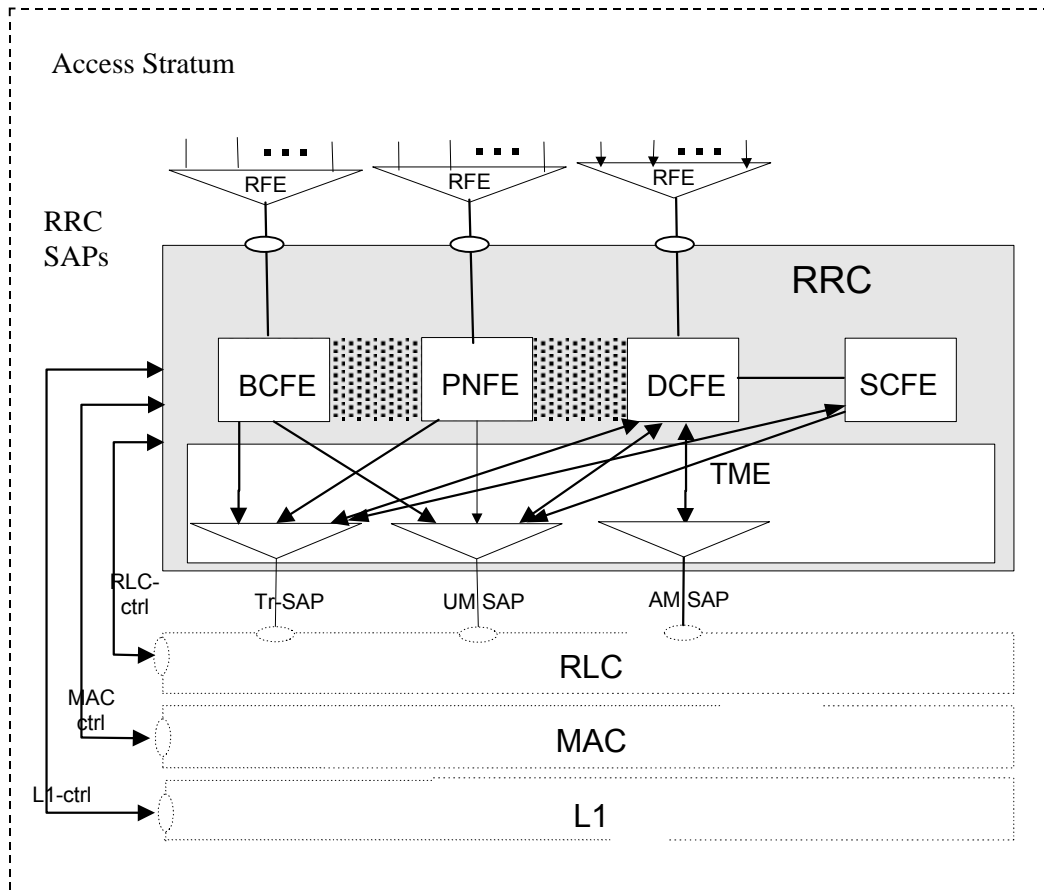 Access Stratum
RFE
RFE
RFE
RRC
SAPs
RRC
BCFE
PNFE
DCFE
SCFE
TME
RLC-
ctrl
Tr-SAP
UM SAP
AM SAP
RLC
MAC
ctrl
MAC
L1-ctrl
L1